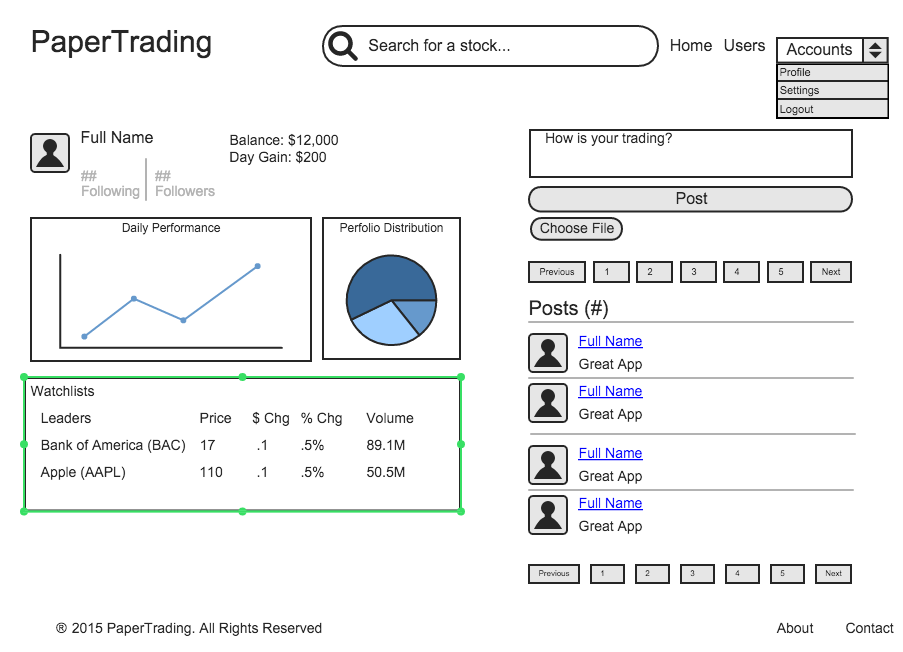 PaperTrading
Search for a stock...
Home Users Accounts
Profile
Settings
Logout
Full Name
## Following
## Followers
Balance: $12,000
Day Gain: $200
Daily Performance
Perfolio Distribution
Watchlists
Leaders Price $ Chg % Chg Volume
Bank of America (BAC) 17 .1 .5% 89.1M
Apple (AAPL) 110 .1 .5% 50.5M
How is your trading?
Post
Choose File
Previous 1 2 3 4 5 Next
Posts (#)
Full Name
Great App
Full Name
Great App
Full Name
Great App
Full Name
Great App
Previous 1 2 3 4 5 Next
® 2015 PaperTrading. All Rights Reserved
About Contact